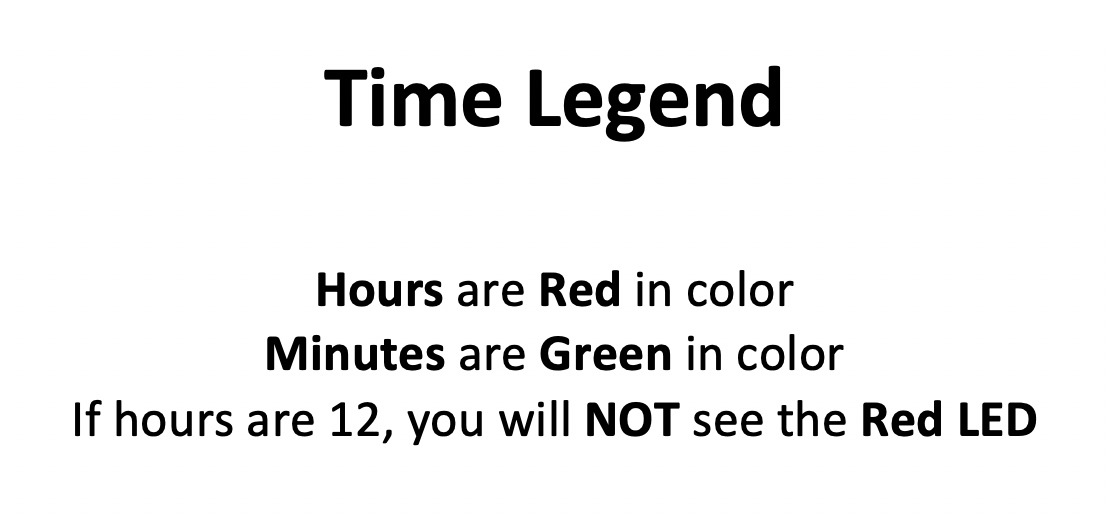 Time Legend
Hours are Red in color
Minutes are Green in color
If hours are 12, you will NOT see the Red LED